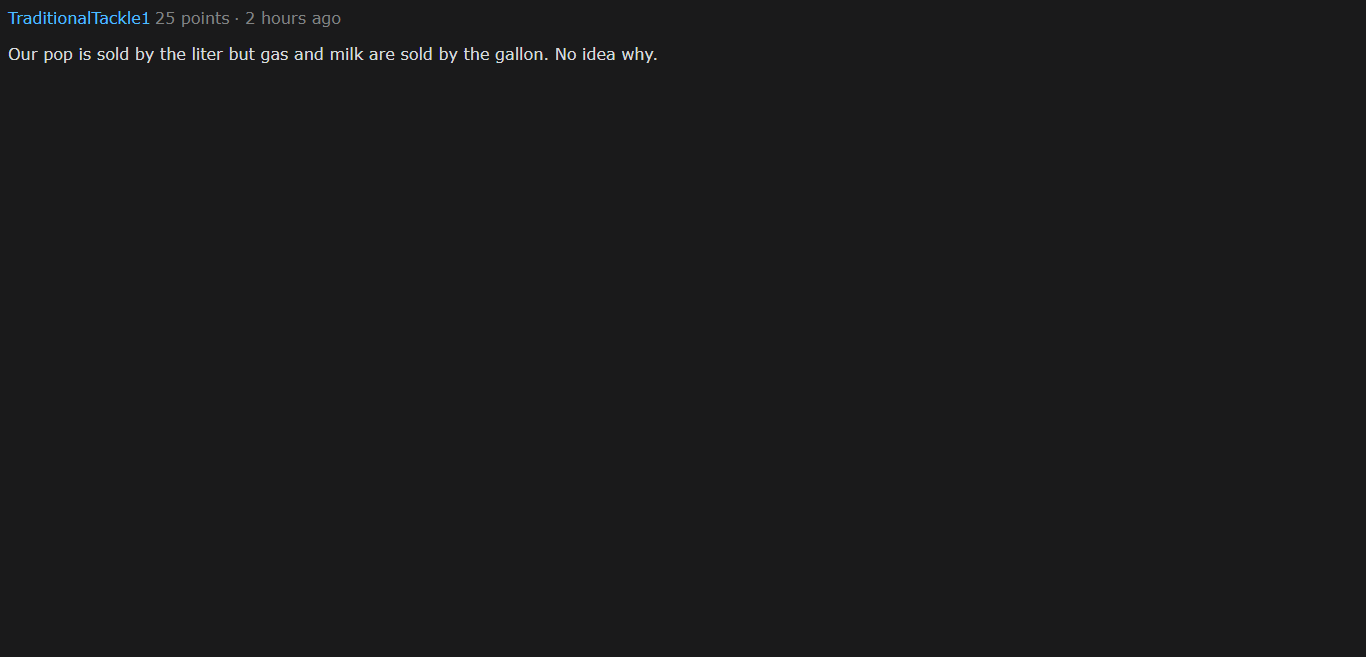 TraditionalTackle1 25 points · 2 hours ago
Our pop is sold by the liter but gas and milk are sold by the gallon. No idea why.